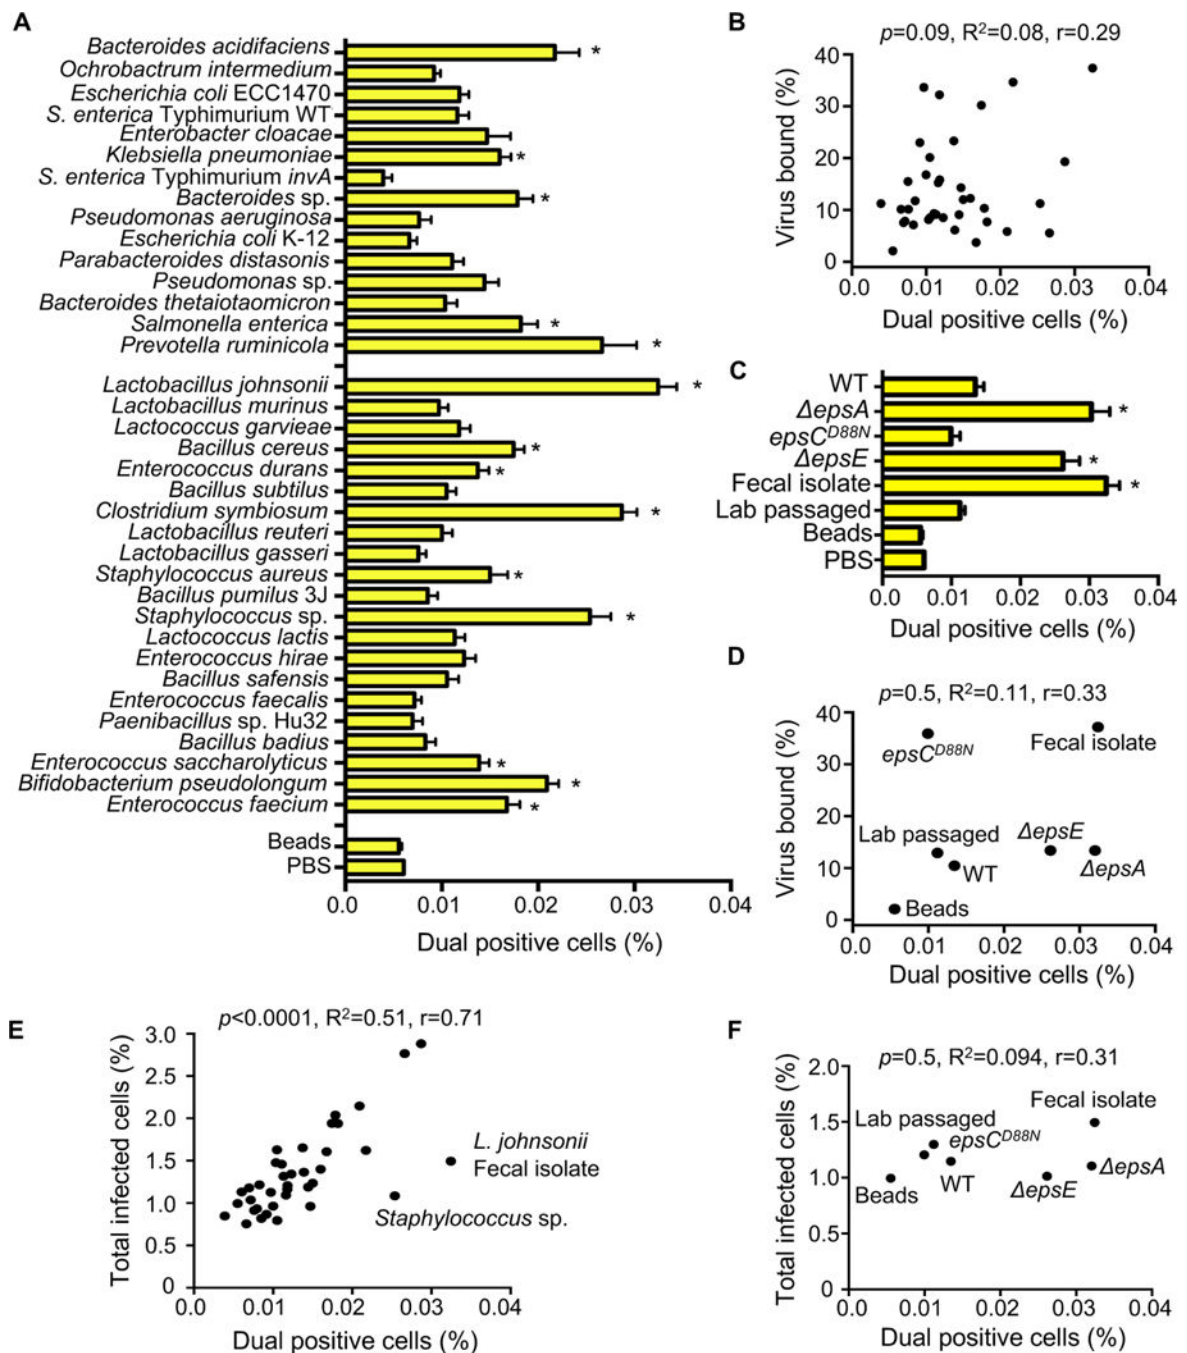 A
Bacteroides acidifaciens
*
Ochrobactrum intermedium
Escherichia coli ECC1470
S. enterica Typhimurium WT
Enterobacter cloacae
Klebsiella pneumoniae
*
S. enterica Typhimurium invA
Bacteroides sp.
*
Pseudomonas aeruginosa
Escherichia coli K-12
Parabacteroides distasonis
Pseudomonas sp.
Bacteroides thetaiotaomicron
Salmonella enterica
*
Prevotella ruminicola
*
Lactobacillus johnsonii
*
Lactobacillus murinus
Lactococcus garvieae
Bacillus cereus
*
Enterococcus durans
*
Bacillus subtilus
Clostridium symbiosum
*
Lactobacillus reuteri
Lactobacillus gasseri
Staphylococcus aureus
*
Bacillus pumilus 3J
Staphylococcus sp.
*
Lactococcus lactis
Enterococcus hirae
Bacillus safensis
Enterococcus faecalis
Paenibacillus sp. Hu32
Bacillus badius
Enterococcus saccharolyticus
*
Bifidobacterium pseudolongum
*
Enterococcus faecium
*
Beads
PBS
0.0 0.01 0.02 0.03 0.04
Dual positive cells (%)
B
p=0.09, R²=0.08, r=0.29
Virus bound (%)
40
30
20
10
0
0.0 0.01 0.02 0.03 0.04
Dual positive cells (%)
C
WT
ΔepsA
*
epsC^D88N
ΔepsE
*
Fecal isolate
*
Lab passaged
Beads
PBS
0.0 0.01 0.02 0.03 0.04
Dual positive cells (%)
D
p=0.5, R²=0.11, r=0.33
Virus bound (%)
40
30
20
10
0
epsC^D88N
Fecal isolate
Lab passaged
WT
ΔepsE
ΔepsA
Beads
0.0 0.01 0.02 0.03 0.04
Dual positive cells (%)
E
p<0.0001, R²=0.51, r=0.71
Total infected cells (%)
3.0
2.5
2.0
1.5
1.0
0.5
0.0
L. johnsonii
Fecal isolate
Staphylococcus sp.
0.0 0.01 0.02 0.03 0.04
Dual positive cells (%)
F
p=0.5, R²=0.094, r=0.31
Total infected cells (%)
2.0
1.5
1.0
0.5
0.0
Fecal isolate
Lab passaged
epsC^D88N
WT
Beads
ΔepsE
ΔepsA
0.0 0.01 0.02 0.03 0.04
Dual positive cells (%)